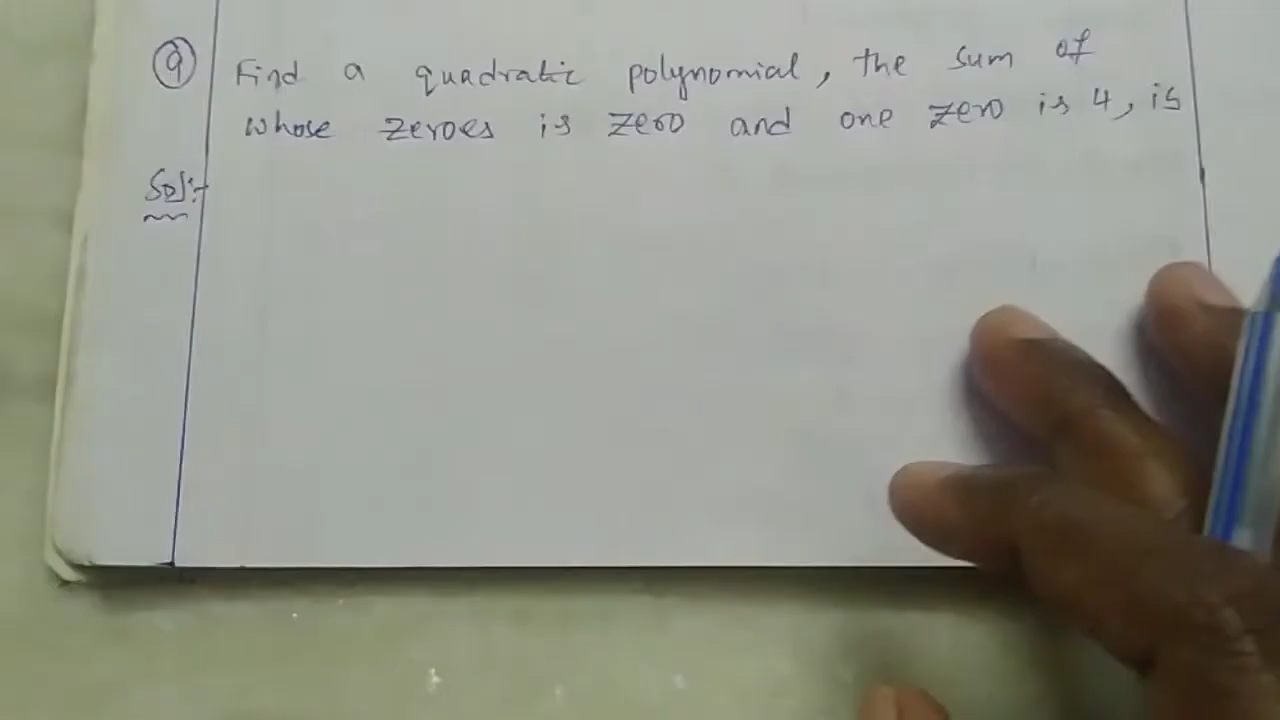 9 Find a quadratic polynomial, the sum of
whose zeroes is zero and one zero is 4, is
Sol:-